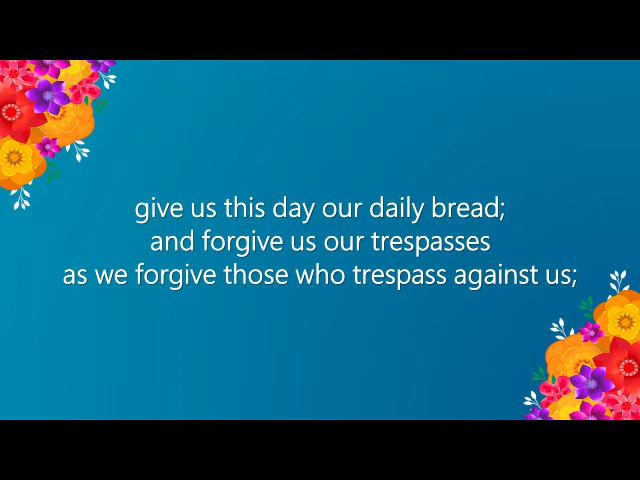 give us this day our daily bread;
and forgive us our trespasses
as we forgive those who trespass against us;